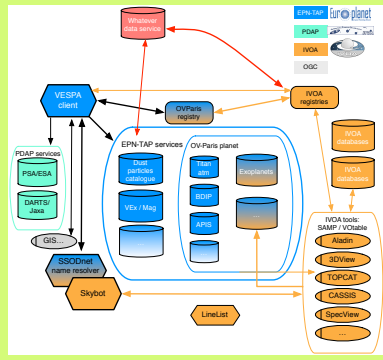 Whatever
data service
EPN-TAP
PDAP
IVOA
OGC
Europlanet
VESPA
client
OVParis
registry
IVOA
registries
PDAP services
PSA/ESA
DARTS/
Jaxa
EPN-TAP services
Dust
particles
catalogue
VEx / Mag
OV-Paris planet
Titan
atm
BDIP
APIS
Exoplanets
...
IVOA
databases
IVOA
databases
GIS...
SSODnet
name resolver
Skybot
LineList
IVOA tools:
SAMP / VOtable
Aladin
3DView
TOPCAT
CASSIS
SpecView
...